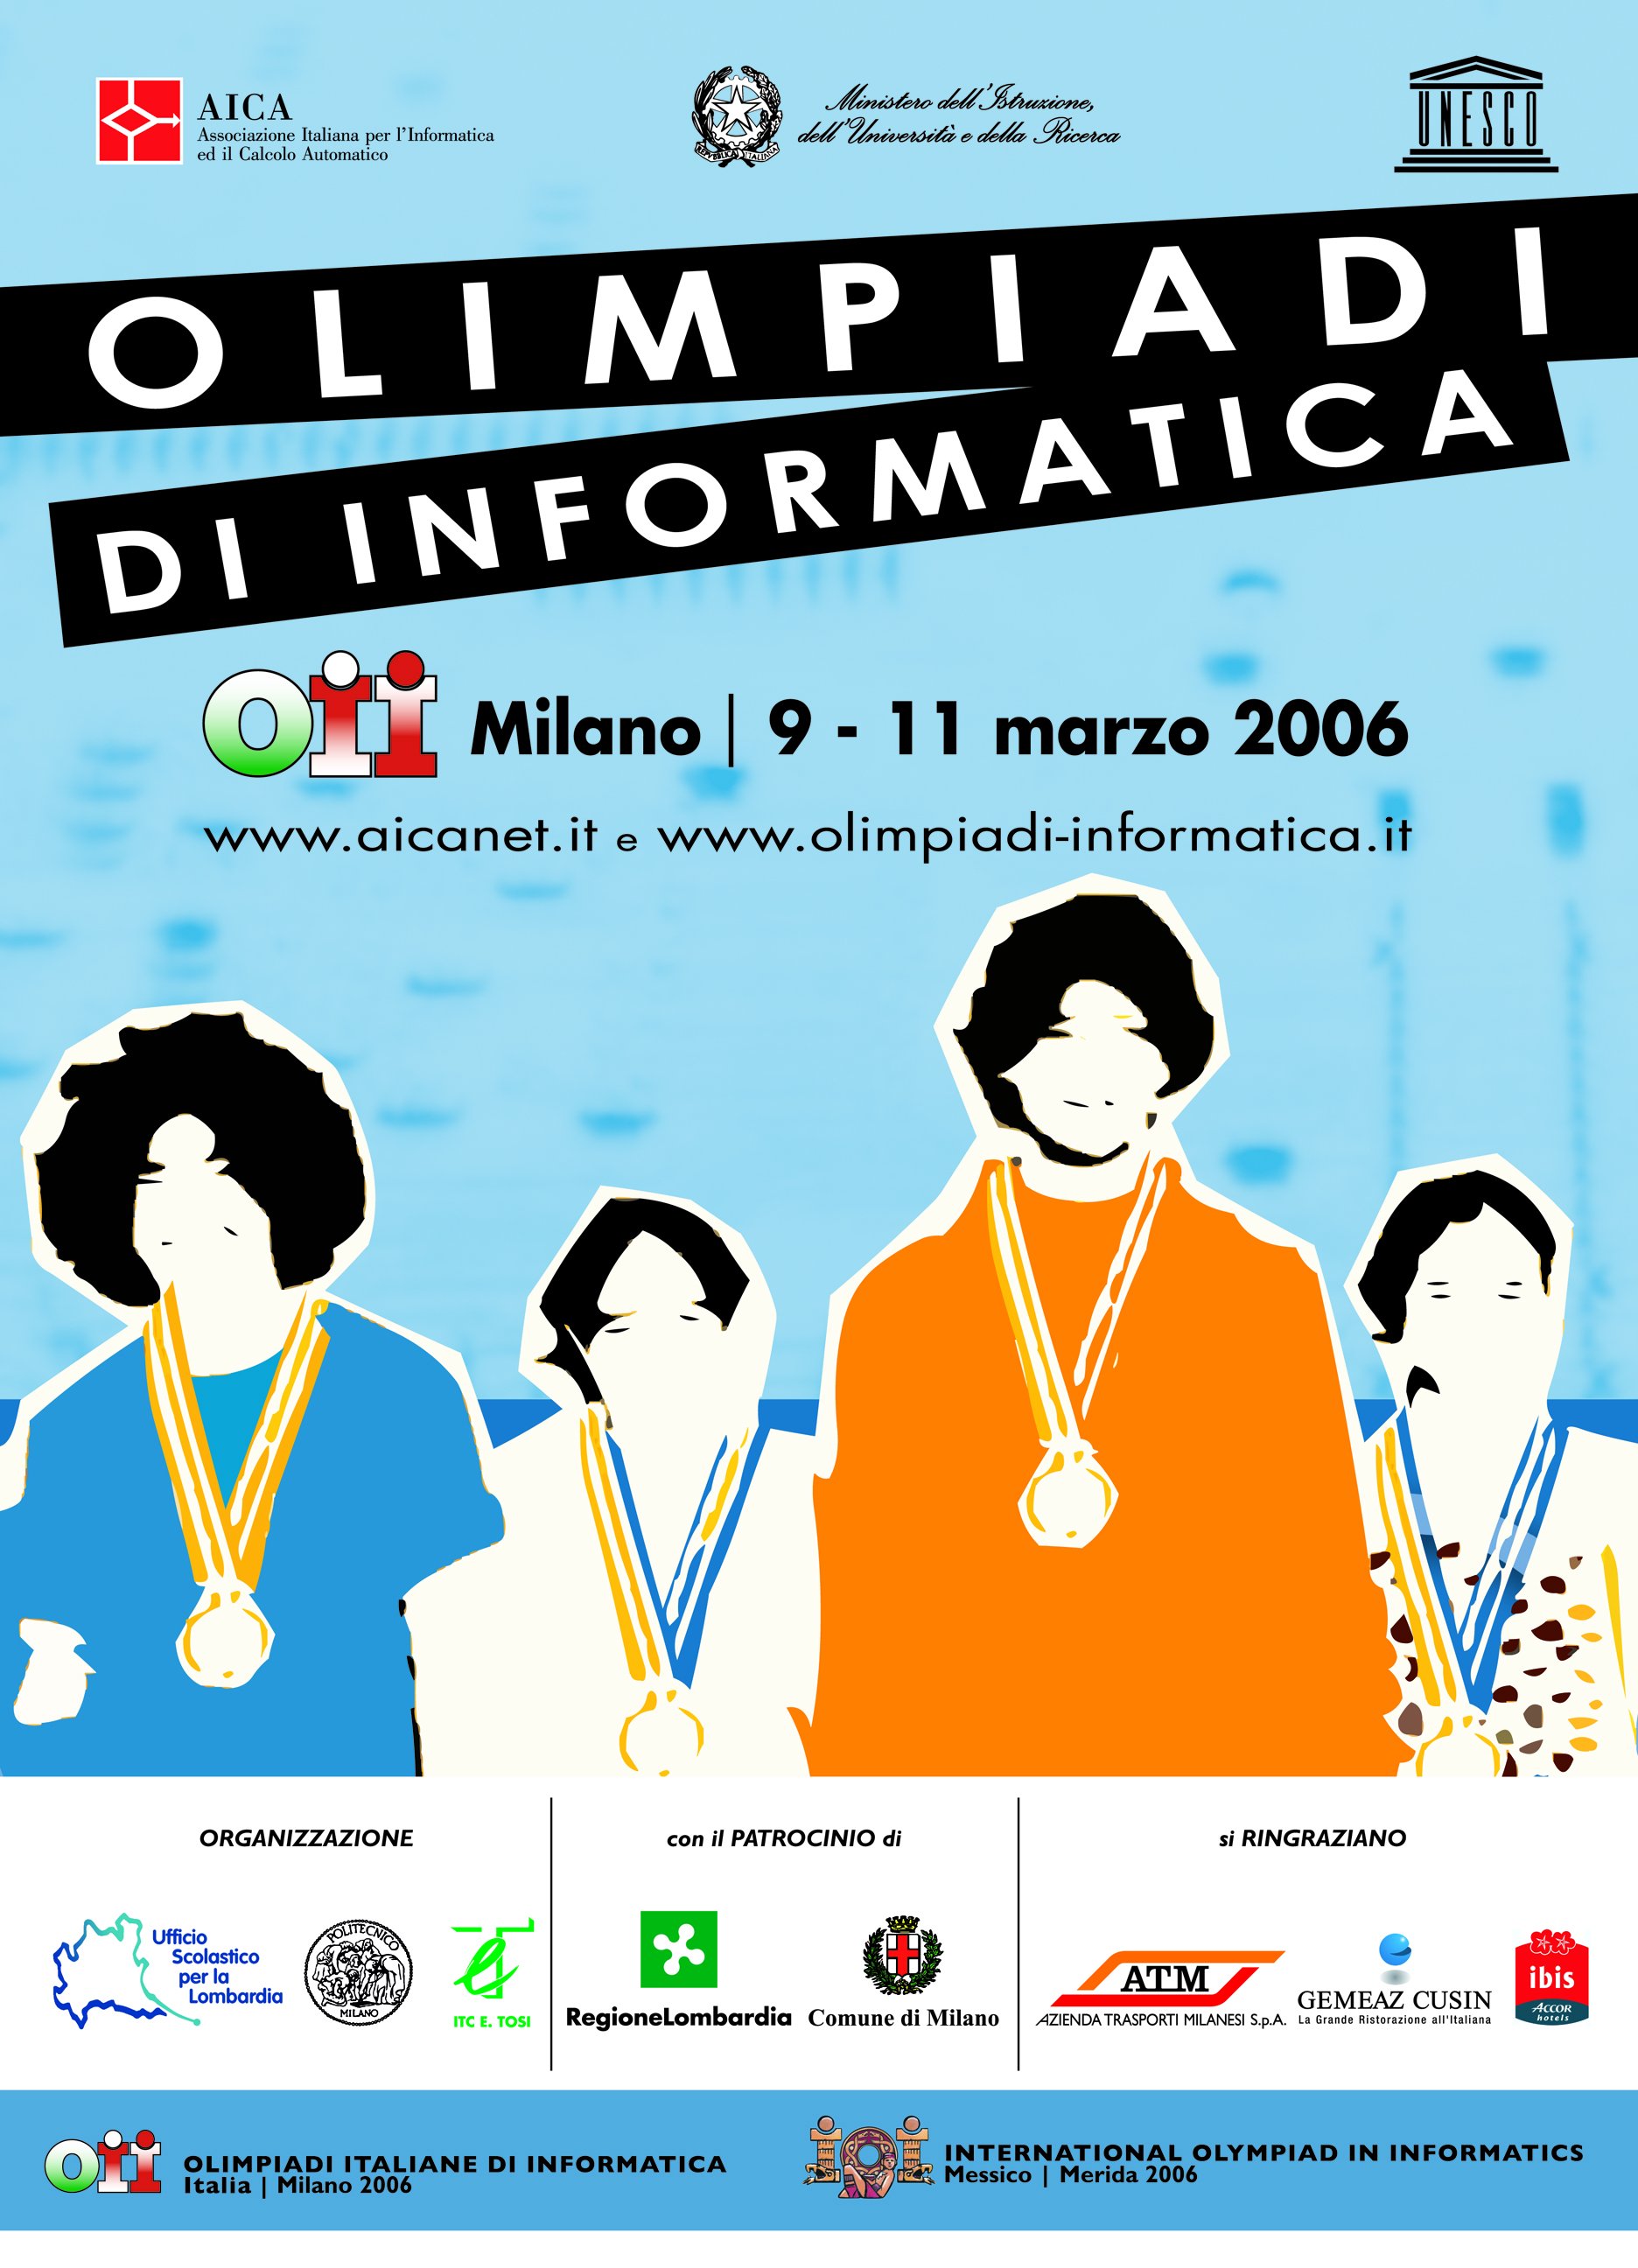 AICA
Associazione Italiana per l'Informatica
ed il Calcolo Automatico
REPVBBLICA ITALIANA
Ministero dell'Istruzione,
dell'Università e della Ricerca
UNESCO
OLIMPIADI
DI INFORMATICA
oii Milano | 9 - 11 marzo 2006
www.aicanet.it e www.olimpiadi-informatica.it
ORGANIZZAZIONE
Ufficio
Scolastico
per la
Lombardia
POLITECNICO
MILANO
ITC E. TOSI
con il PATROCINIO di
RegioneLombardia
Comune di Milano
si RINGRAZIANO
ATM
AZIENDA TRASPORTI MILANESI S.p.A.
GEMEAZ CUSIN
La Grande Ristorazione all'Italiana
ibis
ACCOR
hotels
oii
OLIMPIADI ITALIANE DI INFORMATICA
Italia | Milano 2006
ioi
INTERNATIONAL OLYMPIAD IN INFORMATICS
Messico | Merida 2006